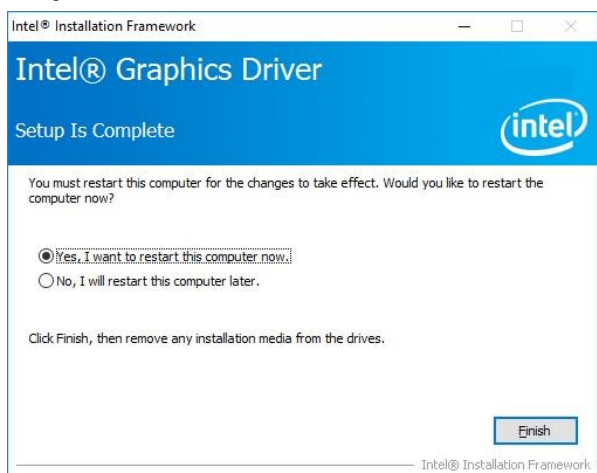 Intel® Installation Framework
Intel® Graphics Driver
Setup Is Complete
intel
You must restart this computer for the changes to take effect. Would you like to restart the
computer now?
Yes, I want to restart this computer now.
No, I will restart this computer later.
Click Finish, then remove any installation media from the drives.
Finish
Intel® Installation Framework